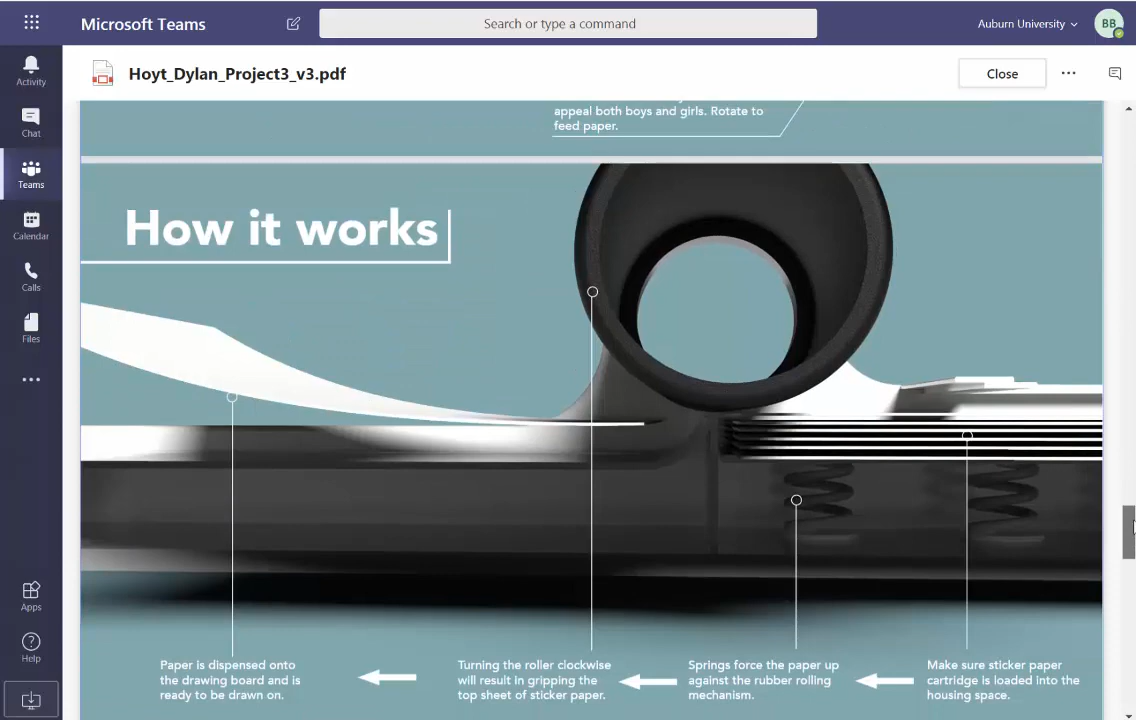 Microsoft Teams
Search or type a command
Auburn University
BB
Activity
Chat
Teams
Calendar
Calls
Files
Apps
Help
Hoyt_Dylan_Project3_v3.pdf
Close
appeal both boys and girls. Rotate to
feed paper.
How it works
Paper is dispensed onto
the drawing board and is
ready to be drawn on.
Turning the roller clockwise
will result in gripping the
top sheet of sticker paper.
Springs force the paper up
against the rubber rolling
mechanism.
Make sure sticker paper
cartridge is loaded into the
housing space.